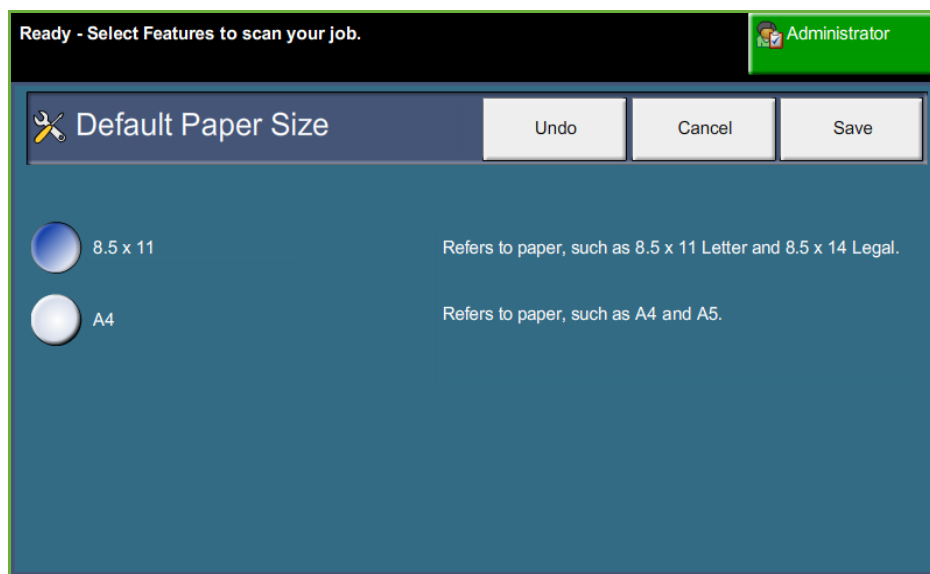 Ready - Select Features to scan your job.
Administrator
Default Paper Size
Undo
Cancel
Save
8.5 x 11
Refers to paper, such as 8.5 x 11 Letter and 8.5 x 14 Legal.
A4
Refers to paper, such as A4 and A5.